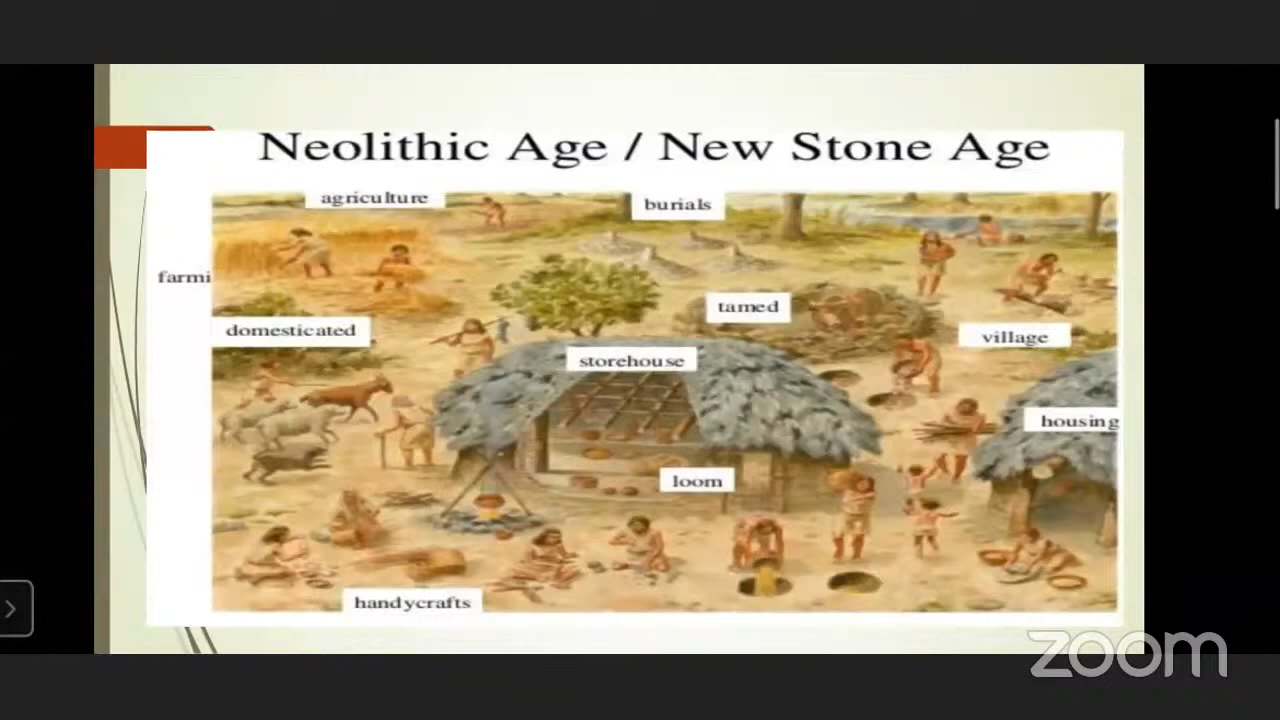 Neolithic Age / New Stone Age
agriculture
burials
farmi
tamed
domesticated
village
storehouse
housing
loom
handycrafts
zoom